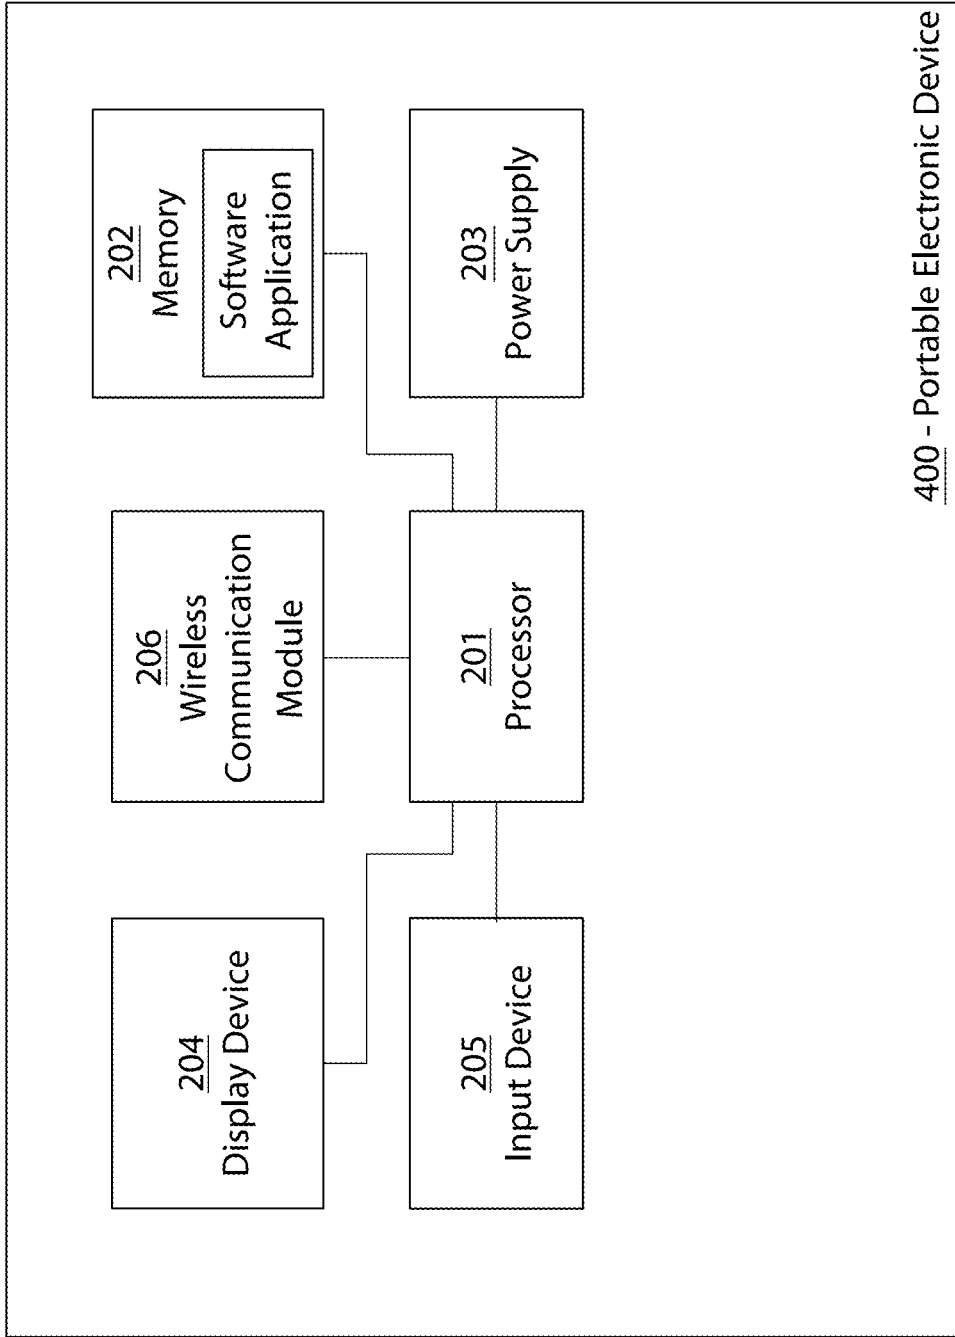 204
Display Device
206
Wireless
Communication
Module
202
Memory
Software
Application
205
Input Device
201
Processor
203
Power Supply
400 - Portable Electronic Device